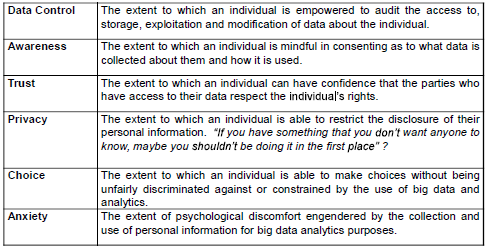 Data Control The extent to which an individual is empowered to audit the access to,
storage, exploitation and modification of data about the individual.
Awareness The extent to which an individual is mindful in consenting as to what data is
collected about them and how it is used.
Trust The extent to which an individual can have confidence that the parties who
have access to their data respect the individual's rights.
Privacy The extent to which an individual is able to restrict the disclosure of their
personal information. "If you have something that you don't want anyone to
know, maybe you shouldn't be doing it in the first place" ?
Choice The extent to which an individual is able to make choices without being
unfairly discriminated against or constrained by the use of big data and
analytics.
Anxiety The extent of psychological discomfort engendered by the collection and
use of personal information for big data analytics purposes.